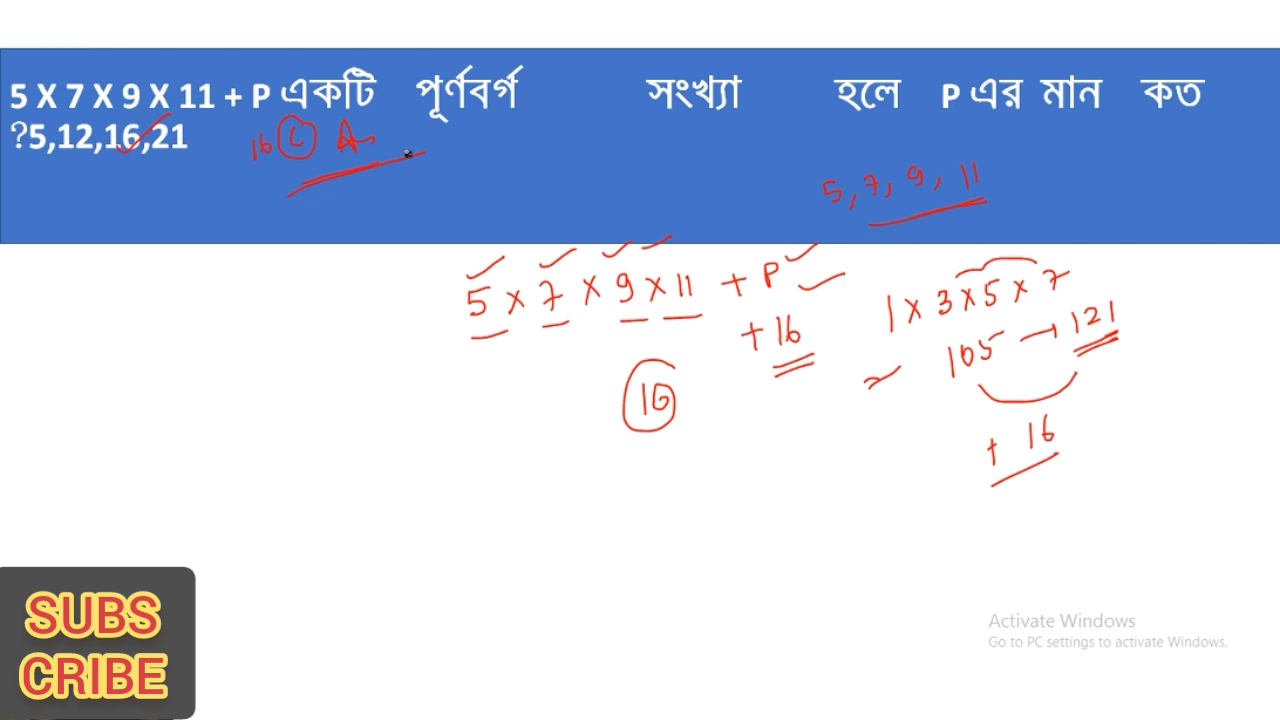 5 X 7 X 9 X 11 + P একটি পূর্ণবর্গ সংখ্যা হলে P এর মান কত
?5,12,16,21
16 C Ans
5, 7, 9, 11
5 × 7 × 9 × 11 + P
+ 16
16
1 × 3 × 5 × 7
105 → 121
+ 16
SUBS
CRIBE
Activate Windows
Go to PC settings to activate Windows.